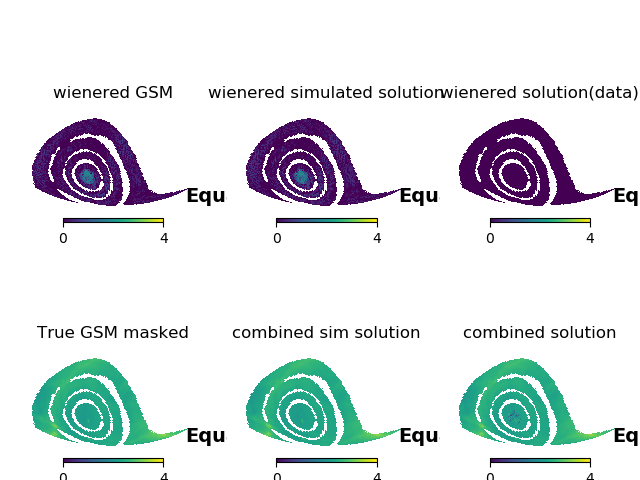 wienered GSM
wienered simulated solution
wienered solution(data)
Equ
Equ
Eq
0 4
0 4
0 4
True GSM masked
combined sim solution
combined solution
Equ
Equ
Eq
0 4
0 4
0 4